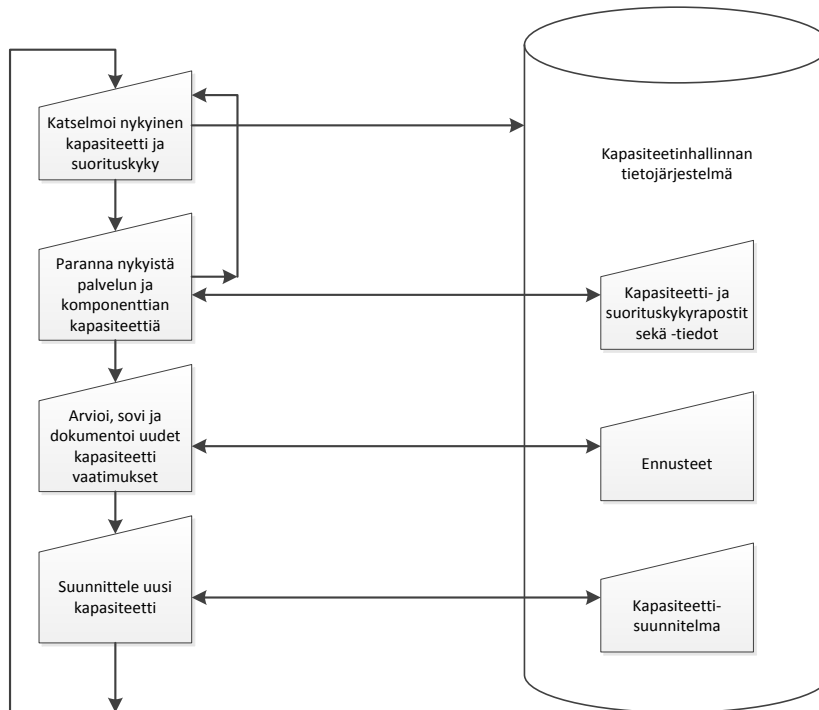 Katselmoi nykyinen
kapasiteetti ja
suorituskyky
Kapasiteetinhallinnan
tietojärjestelmä
Paranna nykyistä
palvelun ja
komponenttian
kapasiteettiä
Kapasiteetti- ja
suorituskykyrapostit
sekä -tiedot
Arvioi, sovi ja
dokumentoi uudet
kapasiteetti
vaatimukset
Ennusteet
Suunnittele uusi
kapasiteetti
Kapasiteetti-
suunnitelma